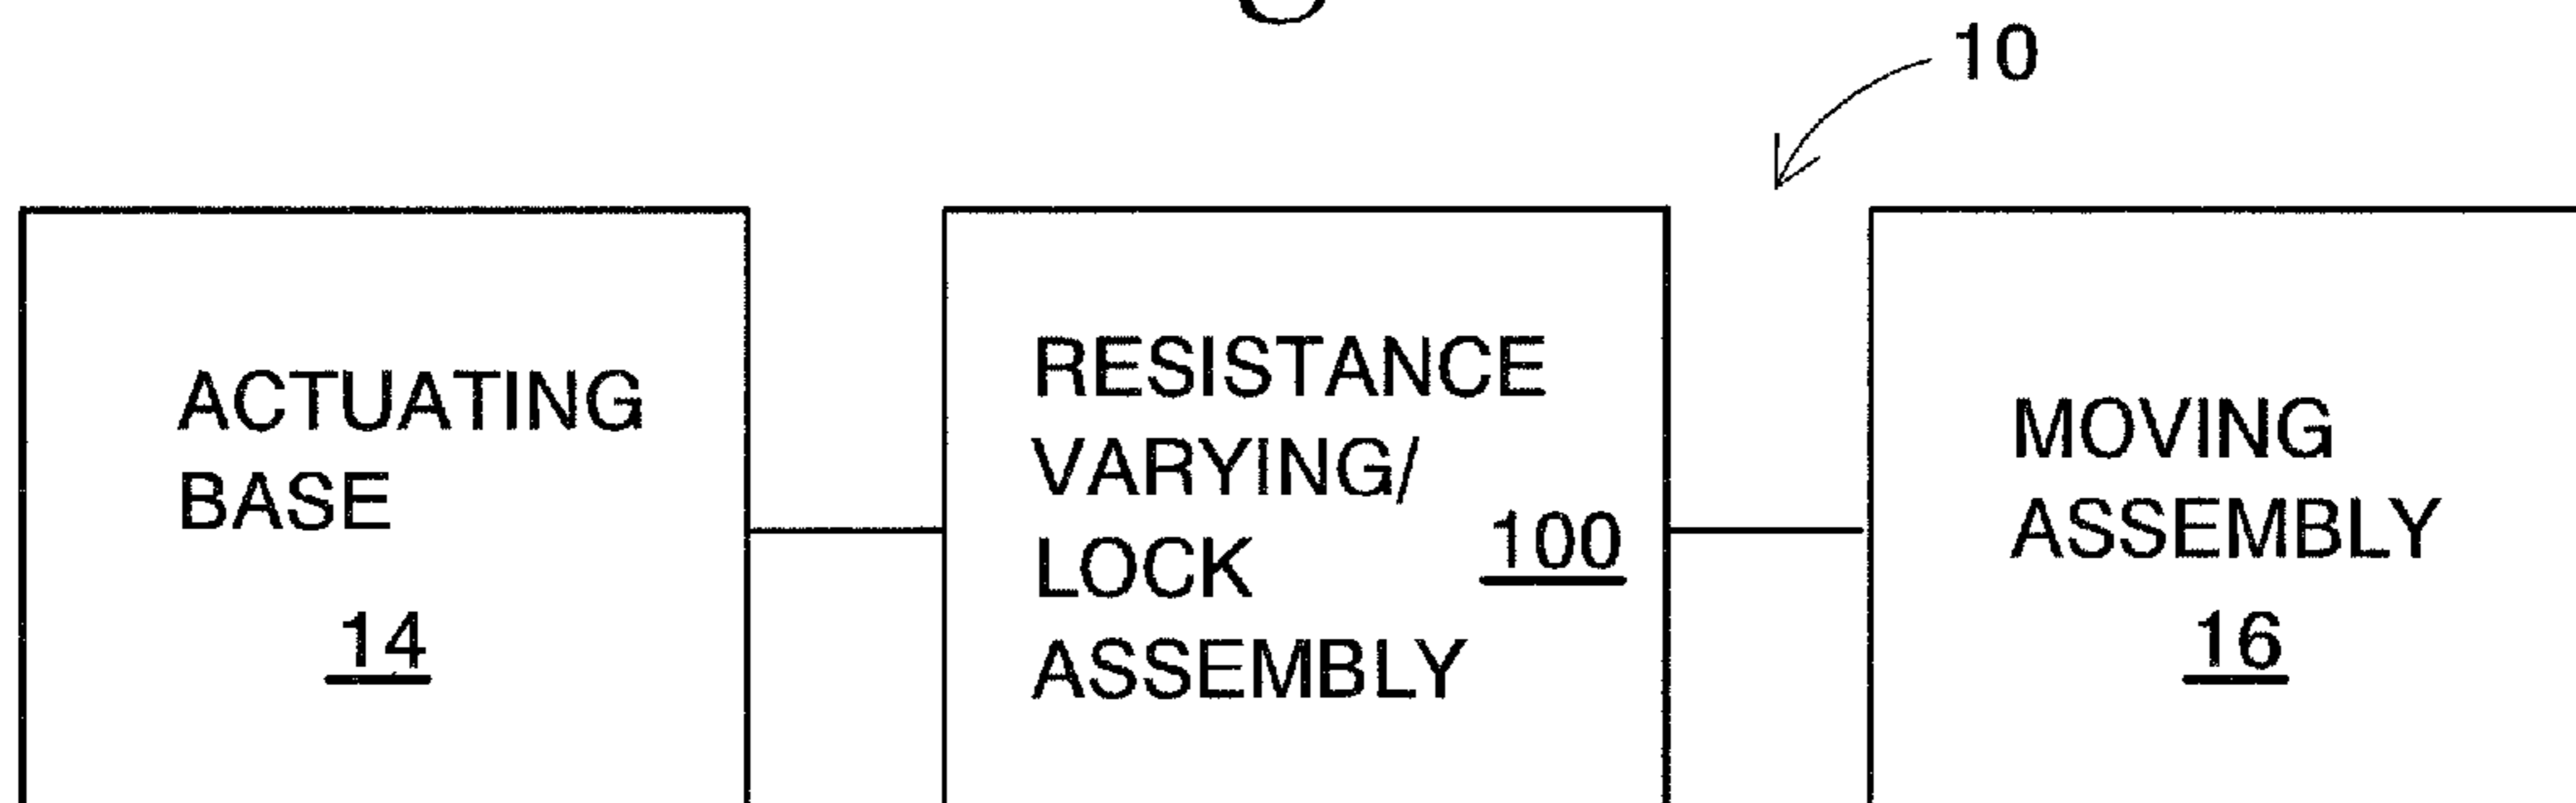 10
ACTUATING
BASE
14
RESISTANCE
VARYING/
LOCK
100
ASSEMBLY
MOVING
ASSEMBLY
16